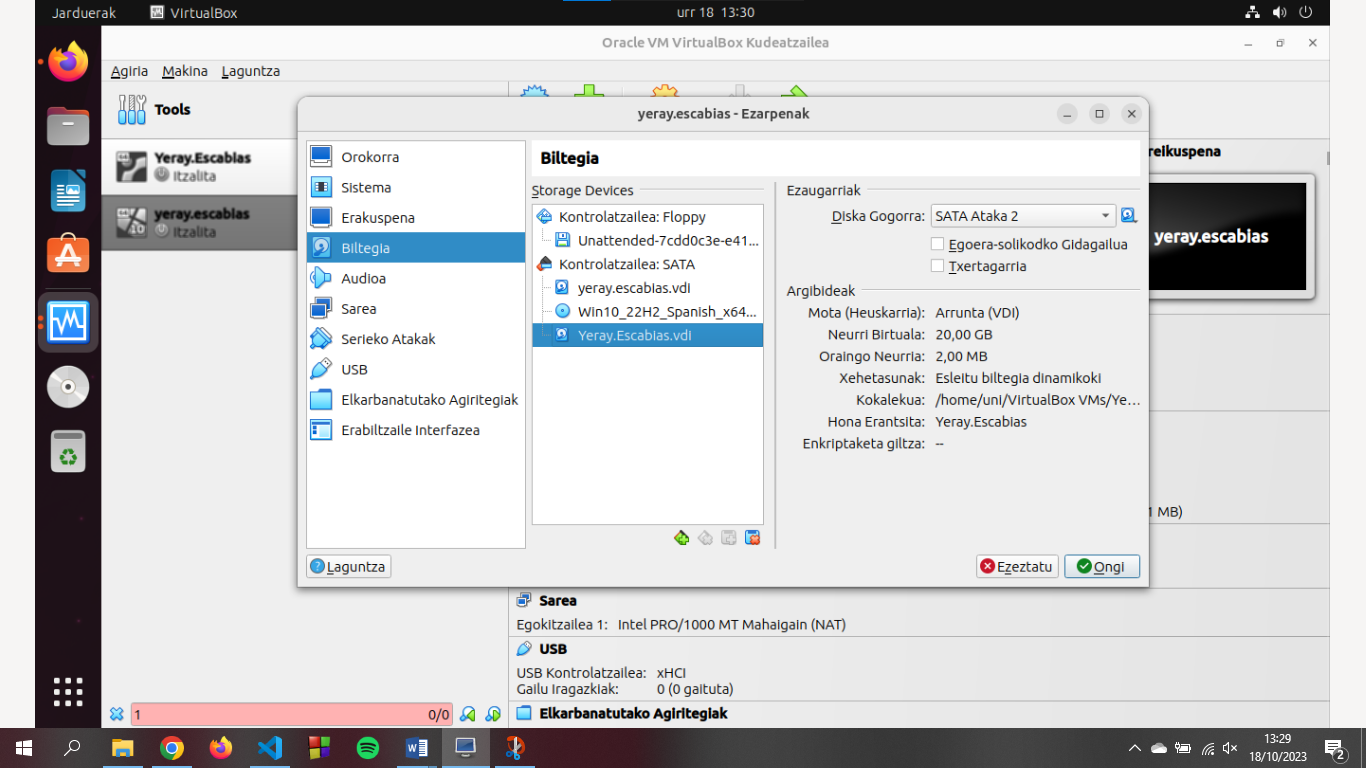 Jarduerak
VIrtualBox
urr 18 13:30
Oracle VM VirtualBox Kudeatzailea
Agiria Makina Laguntza
Tools
Yeray.Escabias
Itzalita
yeray.escabias
Itzalita
yeray.escabias - Ezarpenak
Orokorra
Sistema
Erakuspena
Biltegia
Audioa
Sarea
Serieko Atakak
USB
Elkarbanatutako Agiritegiak
Erabiltzaile Interfazea
Biltegia
Storage Devices
Kontrolatzailea: Floppy
Unattended-7cdd0c3e-e41...
Kontrolatzailea: SATA
yeray.escabias.vdi
Win10_22H2_Spanish_x64...
Yeray.Escabias.vdi
Ezaugarriak
Diska Gogorra: SATA Ataka 2
Egoera-solikodko Gidagailua
Txertagarria
Argibideak
Mota (Heuskarria): Arrunta (VDI)
Neurri Birtuala: 20,00 GB
Oraingo Neurria: 2,00 MB
Xehetasunak: Esleitu biltegia dinamikoki
Kokalekua: /home/uni/VirtualBox VMs/Ye...
Hona Erantsita: Yeray.Escabias
Enkriptaketa giltza: --
Laguntza
Ezeztatu
Ongi
reikuspena
yeray.escabias
1 MB)
Sarea
Egokitzailea 1: Intel PRO/1000 MT Mahaigain (NAT)
USB
USB Kontrolatzailea: xHCI
Gailu Iragazkiak: 0 (0 gaituta)
Elkarbanatutako Agiritegiak
1
0/0
13:29
18/10/2023
2